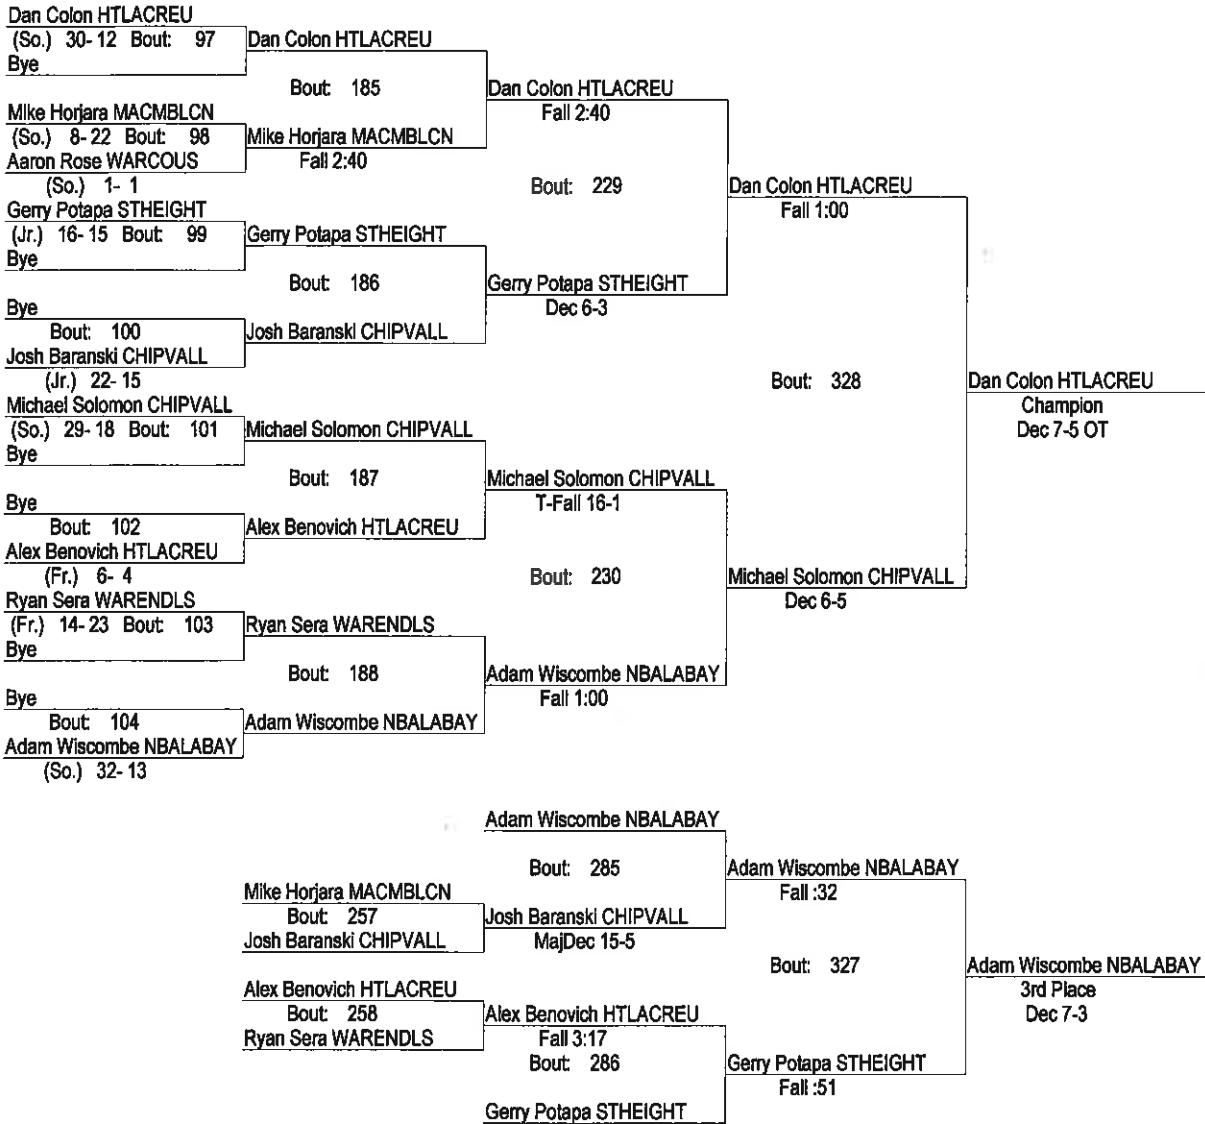 Dan Colon HTLACREU
(So.) 30- 12 Bout: 97
Bye
Mike Horjara MACMBLCN
(So.) 8- 22 Bout: 98
Aaron Rose WARCOUS
(So.) 1- 1
Gerry Potapa STHEIGHT
(Jr.) 16- 15 Bout: 99
Bye
Bye
Bout: 100
Josh Baranski CHIPVALL
(Jr.) 22- 15
Michael Solomon CHIPVALL
(So.) 29- 18 Bout: 101
Bye
Bye
Bout: 102
Alex Benovich HTLACREU
(Fr.) 6- 4
Ryan Sera WARENDLS
(Fr.) 14- 23 Bout: 103
Bye
Bye
Bout: 104
Adam Wiscombe NBALABAY
(So.) 32- 13
Dan Colon HTLACREU
Bout: 185
Mike Horjara MACMBLCN
Fall 2:40
Gerry Potapa STHEIGHT
Bout: 186
Josh Baranski CHIPVALL
Michael Solomon CHIPVALL
Bout: 187
Alex Benovich HTLACREU
Ryan Sera WARENDLS
Bout: 188
Adam Wiscombe NBALABAY
Dan Colon HTLACREU
Fall 2:40
Bout: 229
Gerry Potapa STHEIGHT
Dec 6-3
Michael Solomon CHIPVALL
T-Fall 16-1
Bout: 230
Adam Wiscombe NBALABAY
Fall 1:00
Dan Colon HTLACREU
Fall 1:00
Bout: 328
Michael Solomon CHIPVALL
Dec 6-5
Dan Colon HTLACREU
Champion
Dec 7-5 OT
Mike Horjara MACMBLCN
Bout: 257
Josh Baranski CHIPVALL
Alex Benovich HTLACREU
Bout: 258
Ryan Sera WARENDLS
Adam Wiscombe NBALABAY
Bout: 285
Josh Baranski CHIPVALL
MajDec 15-5
Alex Benovich HTLACREU
Fall 3:17
Bout: 286
Gerry Potapa STHEIGHT
Adam Wiscombe NBALABAY
Fall :32
Bout: 327
Gerry Potapa STHEIGHT
Fall :51
Adam Wiscombe NBALABAY
3rd Place
Dec 7-3